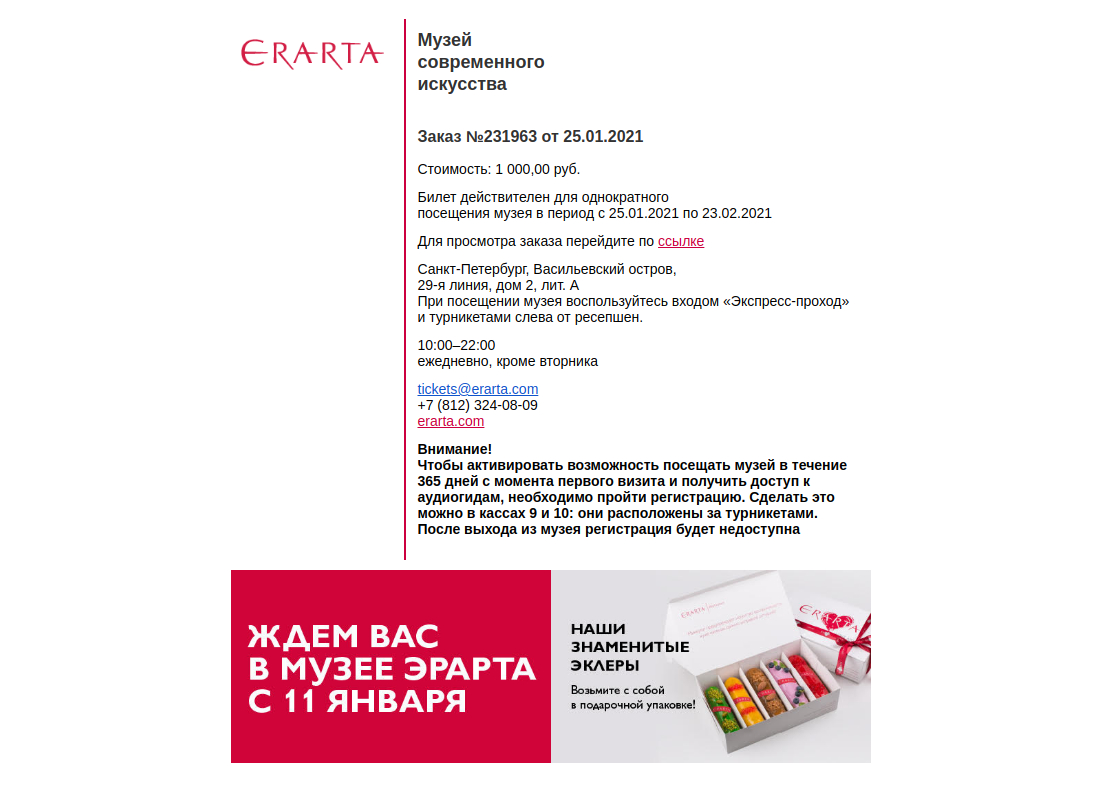 ERARTA
Музей
современного
искусства
Заказ №231963 от 25.01.2021
Стоимость: 1 000,00 руб.
Билет действителен для однократного
посещения музея в период с 25.01.2021 по 23.02.2021
Для просмотра заказа перейдите по ссылке
Санкт-Петербург, Васильевский остров,
29-я линия, дом 2, лит. А
При посещении музея воспользуйтесь входом «Экспресс-проход»
и турникетами слева от ресепшен.
10:00–22:00
ежедневно, кроме вторника
tickets@erarta.com
+7 (812) 324-08-09
erarta.com
Внимание!
Чтобы активировать возможность посещать музей в течение
365 дней с момента первого визита и получить доступ к
аудиогидам, необходимо пройти регистрацию. Сделать это
можно в кассах 9 и 10: они расположены за турникетами.
После выхода из музея регистрация будет недоступна
ЖДЕМ ВАС
В МУЗЕЕ ЭРАРТА
С 11 ЯНВАРЯ
НАШИ
ЗНАМЕНИТЫЕ
ЭКЛЕРЫ
Возьмите с собой
в подарочной упаковке!
ERARTA
ERARTA